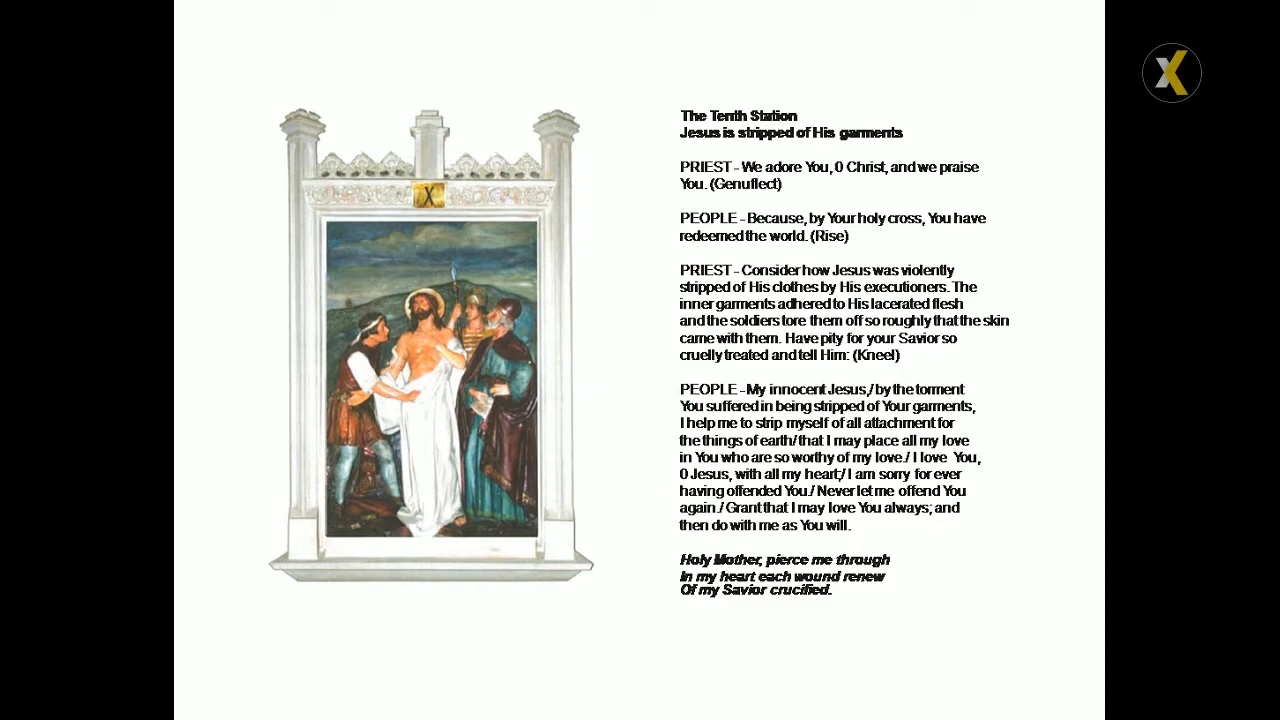 X
The Tenth Station
Jesus is stripped of His garments
PRIEST - We adore You, 0 Christ, and we praise
You. (Genuflect)
PEOPLE - Because, by Your holy cross, You have
redeemed the world. (Rise)
PRIEST - Consider how Jesus was violently
stripped of His clothes by His executioners. The
inner garments adhered to His lacerated flesh
and the soldiers tore them off so roughly that the skin
came with them. Have pity for your Savior so
cruelly treated and tell Him: (Kneel)
PEOPLE - My innocent Jesus,/ by the torment
You suffered in being stripped of Your garments,
I help me to strip myself of all attachment for
the things of earth/ that I may place all my love
in You who are so worthy of my love./ I love You,
0 Jesus, with all my heart;/ I am sorry for ever
having offended You./ Never let me offend You
again./ Grant that I may love You always; and
then do with me as You will.
Holy Mother, pierce me through
In my heart each wound renew
Of my Savior crucified.
X